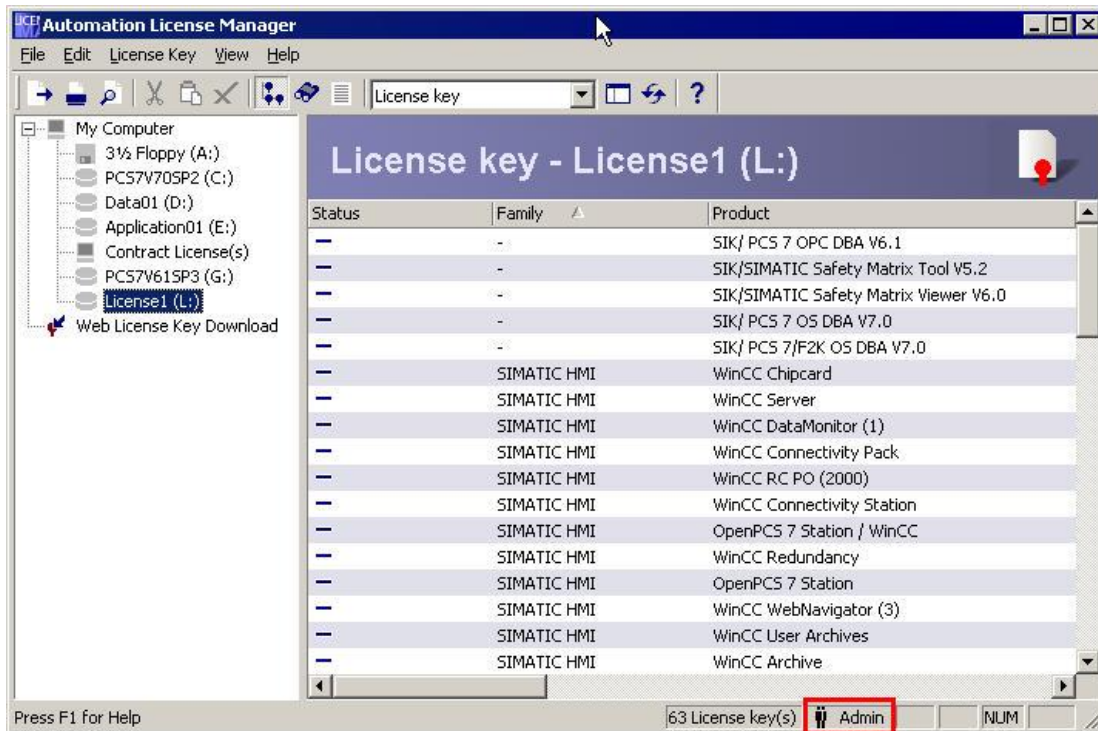 Automation License Manager
File Edit License Key View Help
License key
My Computer
3½ Floppy (A:)
PCS7V70SP2 (C:)
Data01 (D:)
Application01 (E:)
Contract License(s)
PCS7V61SP3 (G:)
License1 (L:)
Web License Key Download
License key - License1 (L:)
Status Family Product
- SIK/ PCS 7 OPC DBA V6.1
- SIK/SIMATIC Safety Matrix Tool V5.2
- SIK/SIMATIC Safety Matrix Viewer V6.0
- SIK/ PCS 7 OS DBA V7.0
- SIK/ PCS 7/F2K OS DBA V7.0
SIMATIC HMI WinCC Chipcard
SIMATIC HMI WinCC Server
SIMATIC HMI WinCC DataMonitor (1)
SIMATIC HMI WinCC Connectivity Pack
SIMATIC HMI WinCC RC PO (2000)
SIMATIC HMI WinCC Connectivity Station
SIMATIC HMI OpenPCS 7 Station / WinCC
SIMATIC HMI WinCC Redundancy
SIMATIC HMI OpenPCS 7 Station
SIMATIC HMI WinCC WebNavigator (3)
SIMATIC HMI WinCC User Archives
SIMATIC HMI WinCC Archive
Press F1 for Help 63 License key(s) Admin NUM